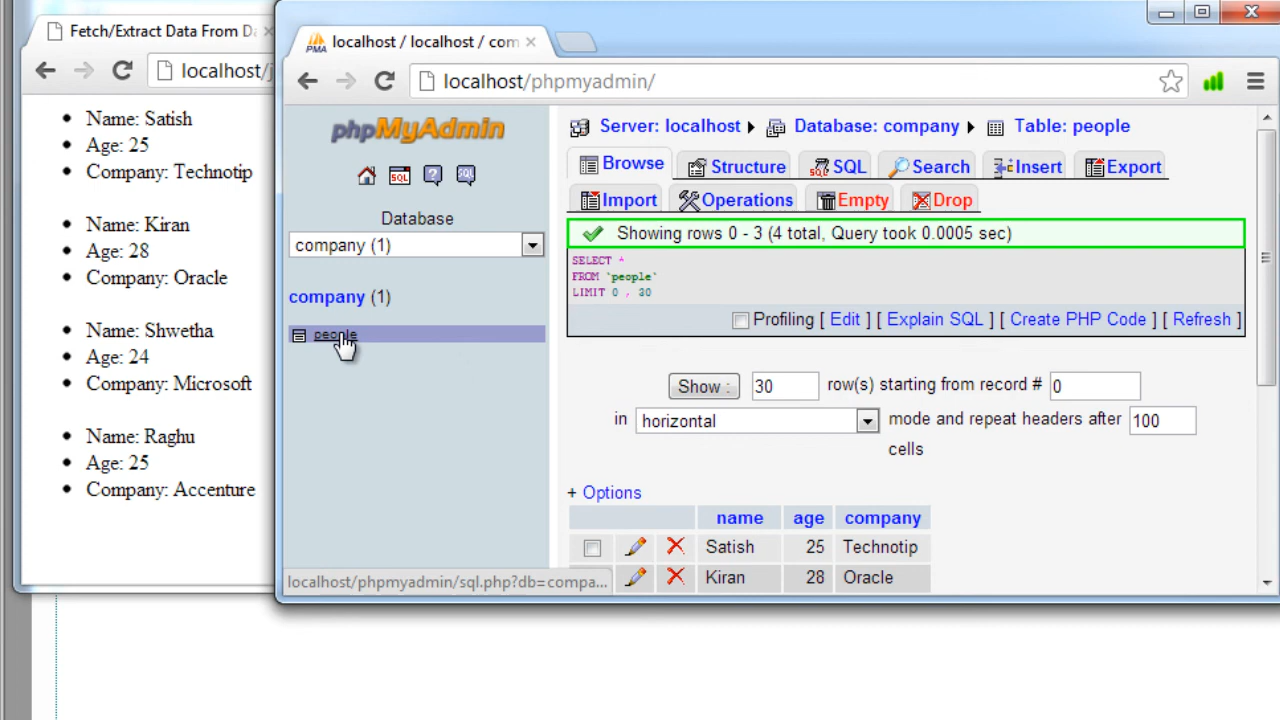 Fetch/Extract Data From Da
localhost/j
Name: Satish
Age: 25
Company: Technotip
Name: Kiran
Age: 28
Company: Oracle
Name: Shwetha
Age: 24
Company: Microsoft
Name: Raghu
Age: 25
Company: Accenture
PMA
localhost / localhost / com
localhost/phpmyadmin/
phpMyAdmin
SQL
SQL
Database
company (1)
company (1)
people
localhost/phpmyadmin/sql.php?db=compa...
Server: localhost Database: company Table: people
Browse Structure SQL Search Insert Export
Import Operations Empty Drop
Showing rows 0 - 3 (4 total, Query took 0.0005 sec)
SELECT *
FROM `people`
LIMIT 0 , 30
Profiling [ Edit ] [ Explain SQL ] [ Create PHP Code ] [ Refresh ]
Show : 30 row(s) starting from record # 0
in horizontal mode and repeat headers after 100
cells
+ Options
name age company
Satish 25 Technotip
Kiran 28 Oracle